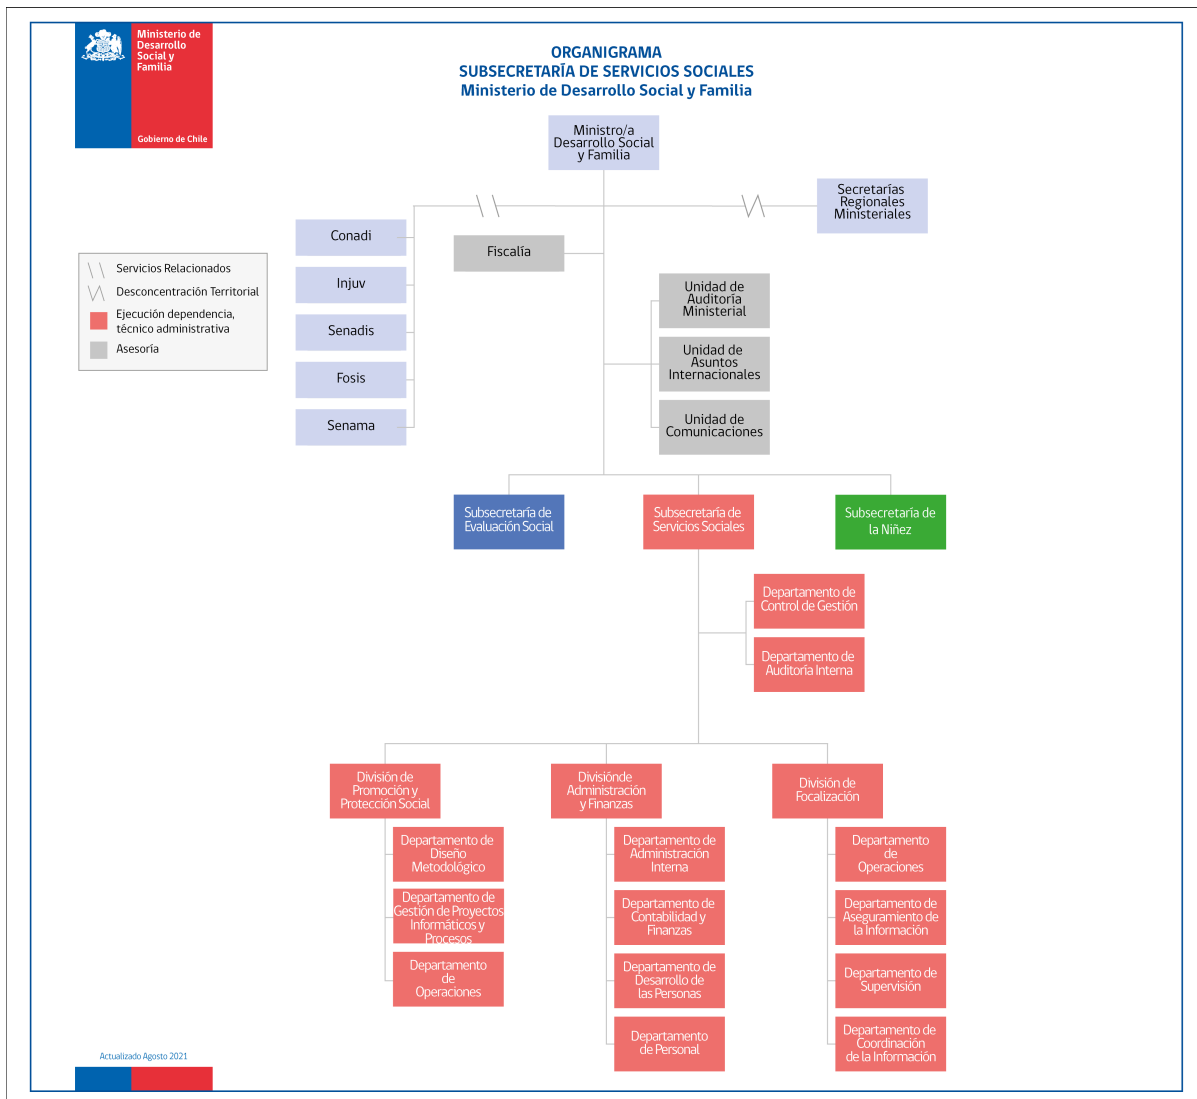 Ministerio de
Desarrollo
Social y
Familia
Gobierno de Chile
ORGANIGRAMA
SUBSECRETARÍA DE SERVICIOS SOCIALES
Ministerio de Desarrollo Social y Familia
Ministro/a
Desarrollo Social
y Familia
Secretarías
Regionales
Ministeriales
Conadi
Injuv
Senadis
Fosis
Senama
Fiscalía
Servicios Relacionados
Desconcentración Territorial
Ejecución dependencia,
técnico administrativa
Asesoría
Unidad de
Auditoría
Ministerial
Unidad de
Asuntos
Internacionales
Unidad de
Comunicaciones
Subsecretaría de
Evaluación Social
Subsecretaría de
Servicios Sociales
Subsecretaría de
la Niñez
Departamento de
Control de Gestión
Departamento de
Auditoría Interna
División de
Promoción y
Protección Social
Departamento de
Diseño
Metodológico
Departamento de
Gestión de Proyectos
Informáticos y
Procesos
Departamento
de
Operaciones
Divisiónde
Administración
y Finanzas
Departamento de
Administración
Interna
Departamento de
Contabilidad y
Finanzas
Departamento de
Desarrollo de
las Personas
Departamento
de Personal
División de
Focalización
Departamento
de
Operaciones
Departamento de
Aseguramiento de
la Información
Departamento de
Supervisión
Departamento de
Coordinación
de la Información
Actualizado Agosto 2021